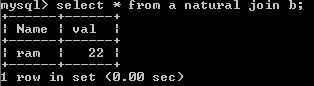 mysql> select * from a natural join b;
+------+------+
| Name | val  |
+------+------+
| ram  |   22 |
+------+------+
1 row in set (0.00 sec)